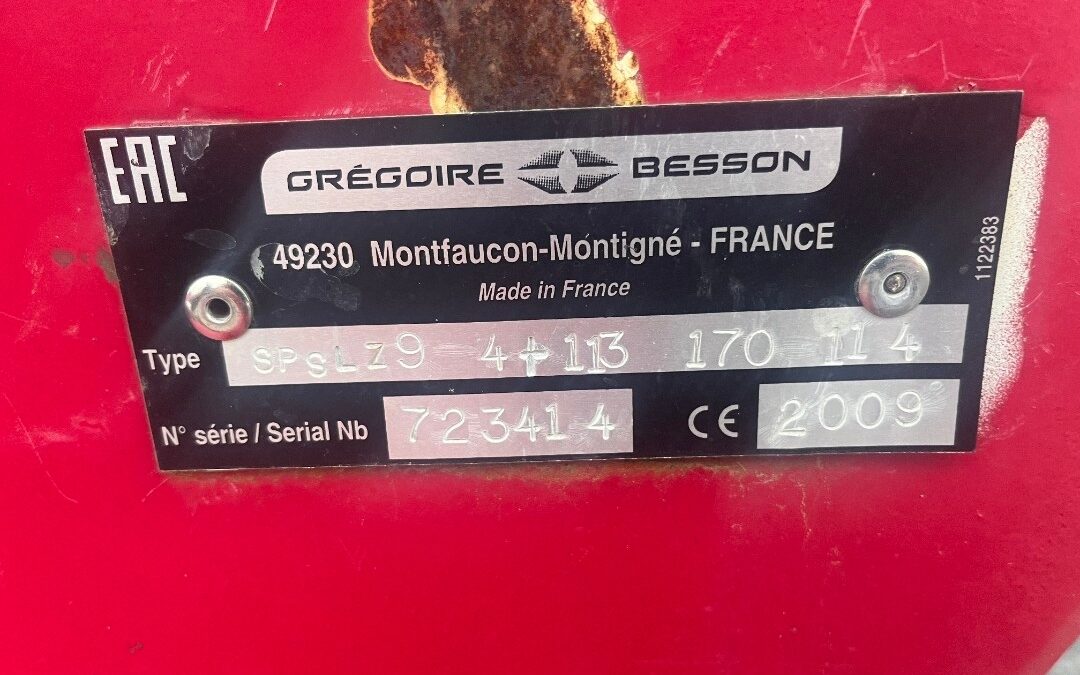 EAC
GRÉGOIRE BESSON
49230 Montfaucon-Montigné - FRANCE
Made in France
1122383
Type SPSLZ9 4+113 170 114
N° série / Serial Nb 723414 CE 2009